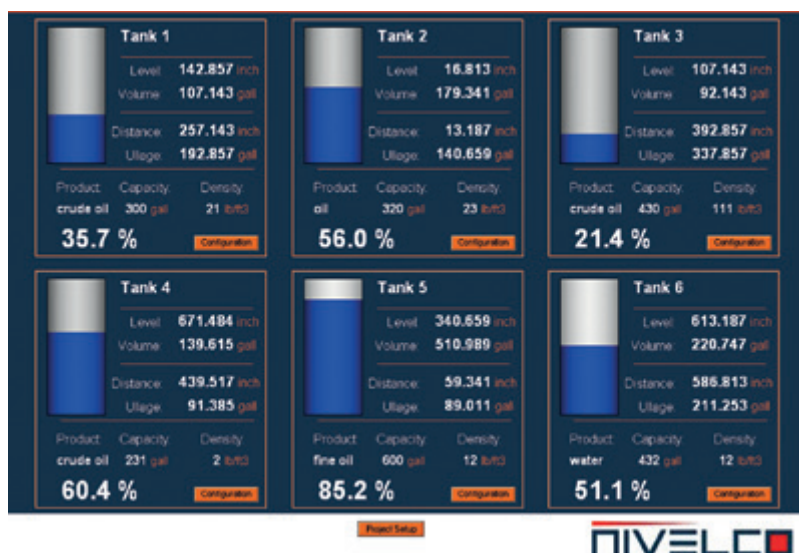 Tank 1
Level: 142.857 inch
Volume: 107.143 gall
Distance: 257.143 inch
Ullage: 192.857 gall
Product: Capacity: Density:
crude oil 300 gall 21 lb/ft3
35.7 % Configuration
Tank 2
Level: 16.813 inch
Volume: 179.341 gall
Distance: 13.187 inch
Ullage: 140.659 gall
Product: Capacity: Density:
oil 320 gall 23 lb/ft3
56.0 % Configuration
Tank 3
Level: 107.143 inch
Volume: 92.143 gall
Distance: 392.857 inch
Ullage: 337.857 gall
Product: Capacity: Density:
crude oil 430 gall 111 lb/ft3
21.4 % Configuration
Tank 4
Level: 671.484 inch
Volume: 139.615 gall
Distance: 439.517 inch
Ullage: 91.385 gall
Product: Capacity: Density:
crude oil 231 gall 2 lb/ft3
60.4 % Configuration
Tank 5
Level: 340.659 inch
Volume: 510.989 gall
Distance: 59.341 inch
Ullage: 89.011 gall
Product: Capacity: Density:
fine oil 600 gall 12 lb/ft3
85.2 % Configuration
Tank 6
Level: 613.187 inch
Volume: 220.747 gall
Distance: 586.813 inch
Ullage: 211.253 gall
Product: Capacity: Density:
water 432 gall 12 lb/ft3
51.1 % Configuration
Project Setup
NIVELCO